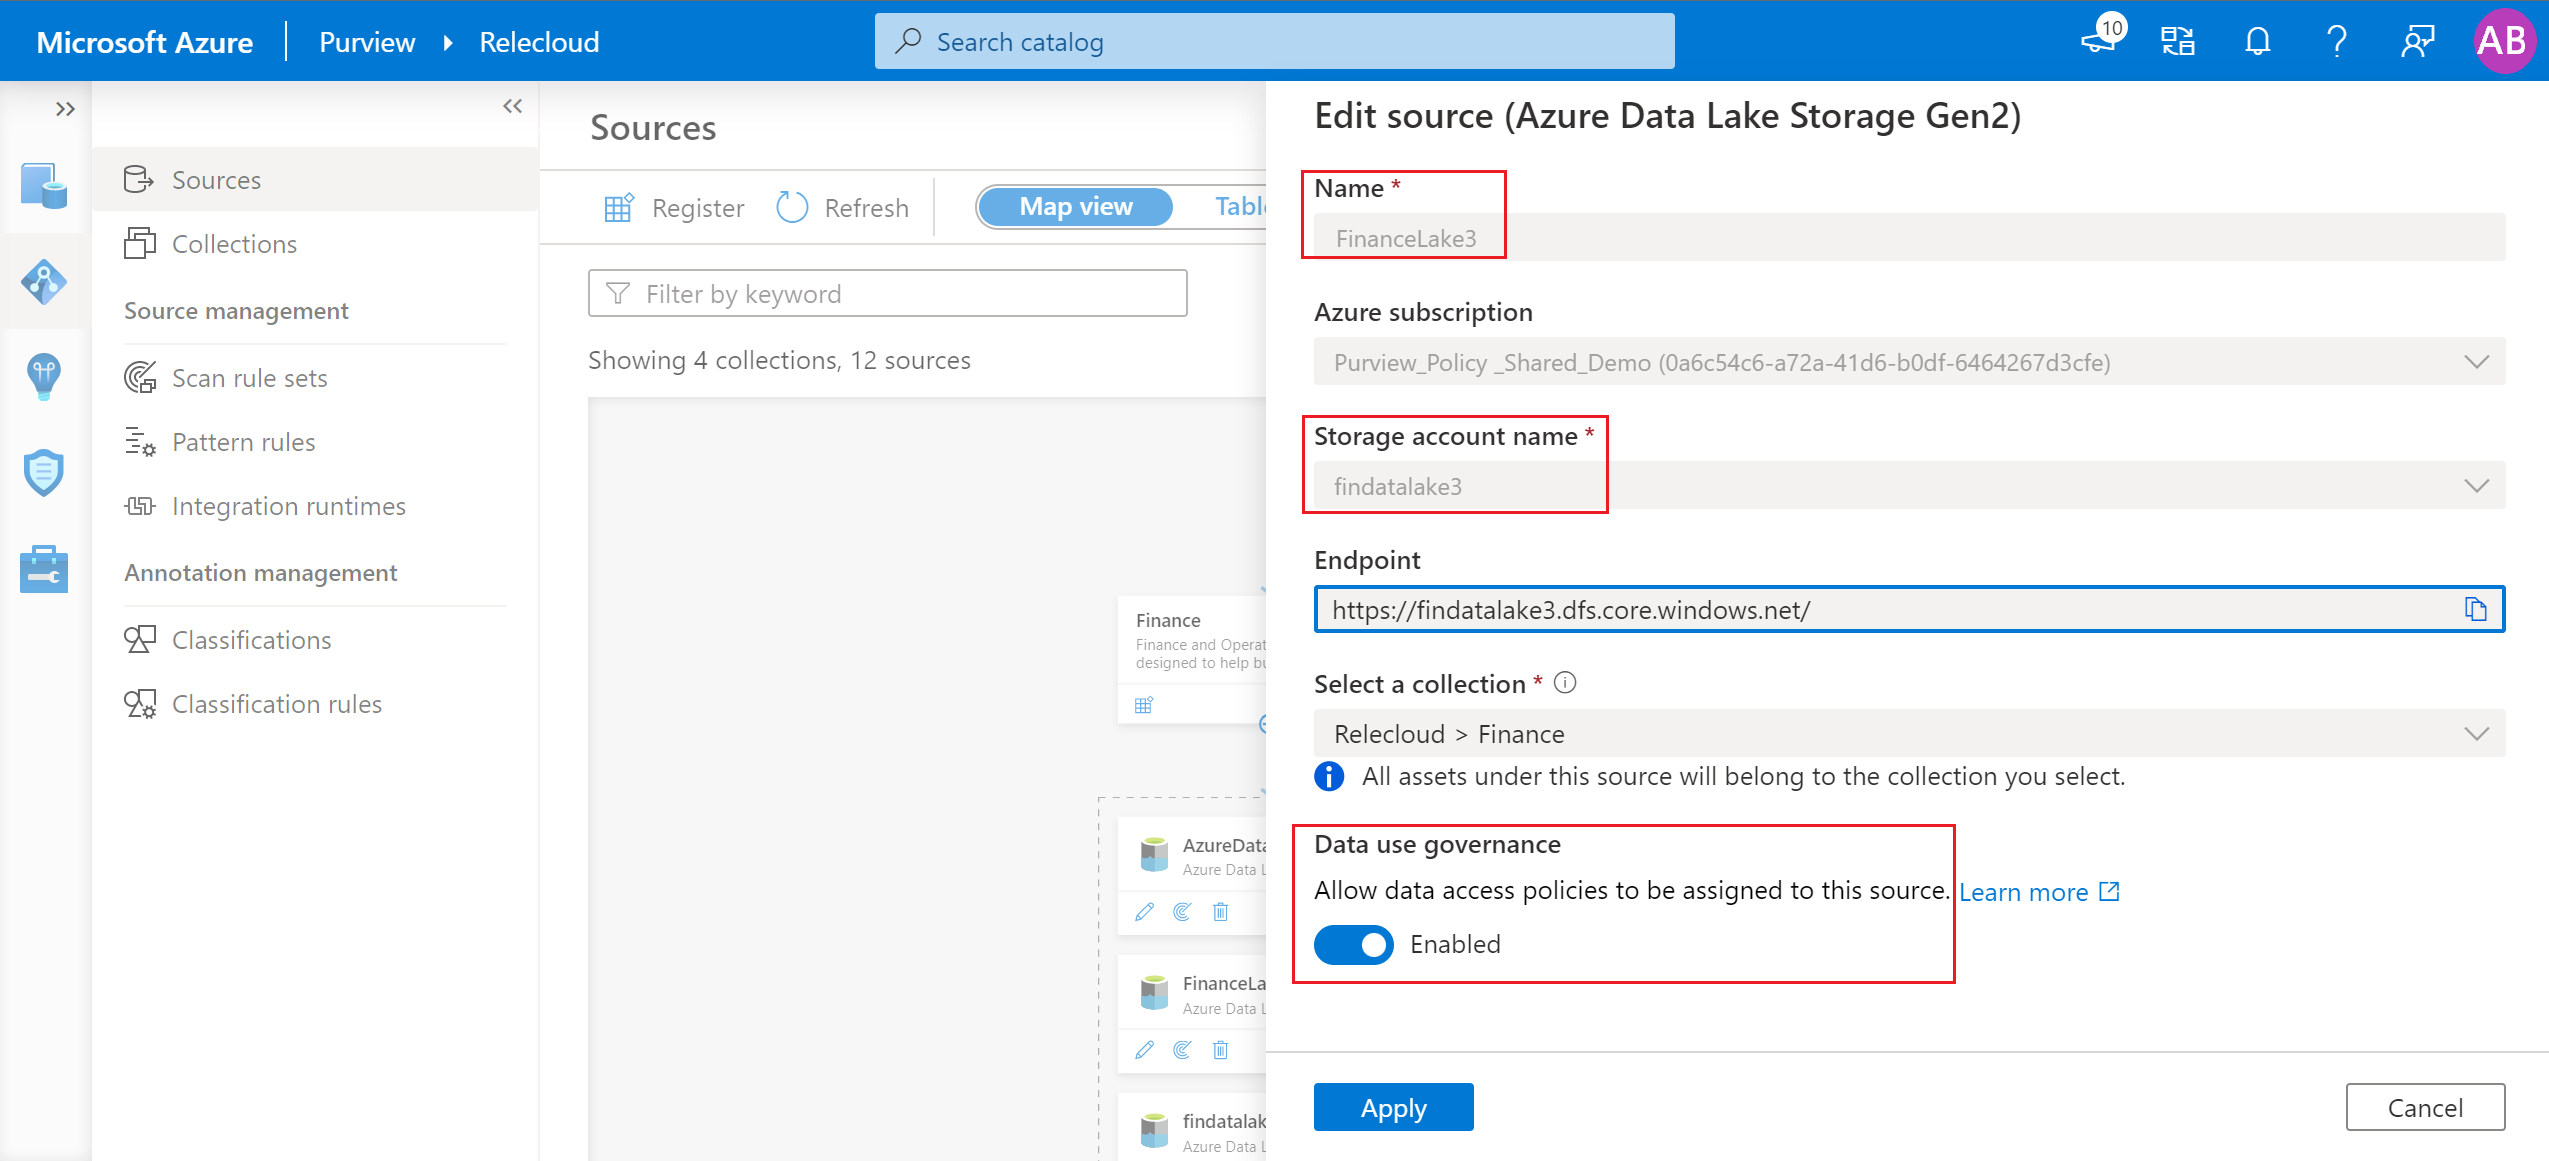 Microsoft Azure
Purview
Relecloud
Search catalog
10
AB
Sources
Collections
Source management
Scan rule sets
Pattern rules
Integration runtimes
Annotation management
Classifications
Classification rules
Sources
Register
Refresh
Map view
Table
Filter by keyword
Showing 4 collections, 12 sources
Finance
Finance and Operat
designed to help bu
AzureData
Azure Data L
FinanceLa
Azure Data L
findatalak
Azure Data L
Edit source (Azure Data Lake Storage Gen2)
Name *
FinanceLake3
Azure subscription
Purview_Policy _Shared_Demo (0a6c54c6-a72a-41d6-b0df-6464267d3cfe)
Storage account name *
findatalake3
Endpoint
https://findatalake3.dfs.core.windows.net/
Select a collection *
Relecloud > Finance
All assets under this source will belong to the collection you select.
Data use governance
Allow data access policies to be assigned to this source. Learn more
Enabled
Apply
Cancel